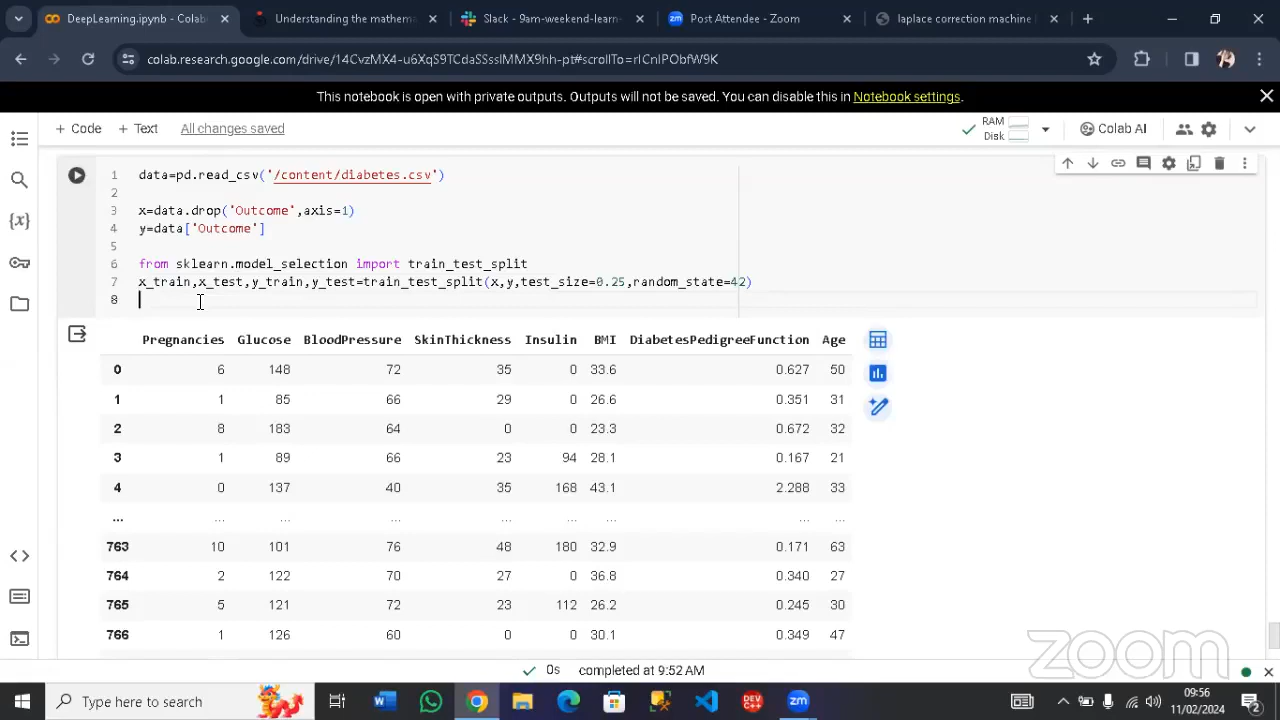 DeepLearning.ipynb - Colab
Understanding the mathem
Slack - 9am-weekend-learn-
Post Attendee - Zoom
laplace correction machine
colab.research.google.com/drive/14CvzMX4-u6XqS9TCdaSSssIMMX9hh-pt#scrollTo=rICnIPObfW9K
This notebook is open with private outputs. Outputs will not be saved. You can disable this in Notebook settings.
+ Code + Text All changes saved
RAM
Disk
Colab AI
1 data=pd.read_csv('/content/diabetes.csv')
2
3 x=data.drop('Outcome',axis=1)
4 y=data['Outcome']
5
6 from sklearn.model_selection import train_test_split
7 x_train,x_test,y_train,y_test=train_test_split(x,y,test_size=0.25,random_state=42)
8
Pregnancies Glucose BloodPressure SkinThickness Insulin BMI DiabetesPedigreeFunction Age
0 6 148 72 35 0 33.6 0.627 50
1 1 85 66 29 0 26.6 0.351 31
2 8 183 64 0 0 23.3 0.672 32
3 1 89 66 23 94 28.1 0.167 21
4 0 137 40 35 168 43.1 2.288 33
... ... ... ... ... ... ... ... ...
763 10 101 76 48 180 32.9 0.171 63
764 2 122 70 27 0 36.8 0.340 27
765 5 121 72 23 112 26.2 0.245 30
766 1 126 60 0 0 30.1 0.349 47
zoom
0s completed at 9:52 AM
Type here to search
DEV
C++
zm
09:56
11/02/2024
2